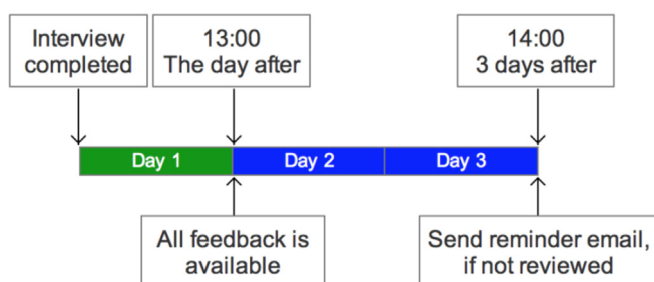 Interview
completed
13:00
The day after
14:00
3 days after
Day 1
Day 2
Day 3
All feedback is
available
Send reminder email,
if not reviewed